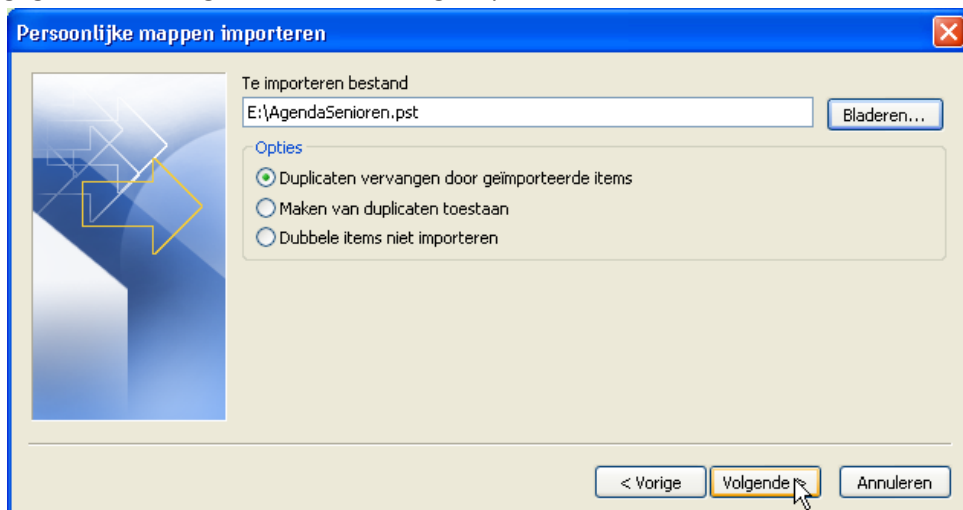 Persoonlijke mappen importeren
Te importeren bestand
E:\AgendaSenioren.pst
Bladeren...
Opties
Duplicaten vervangen door geïmporteerde items
Maken van duplicaten toestaan
Dubbele items niet importeren
< Vorige
Volgende >
Annuleren